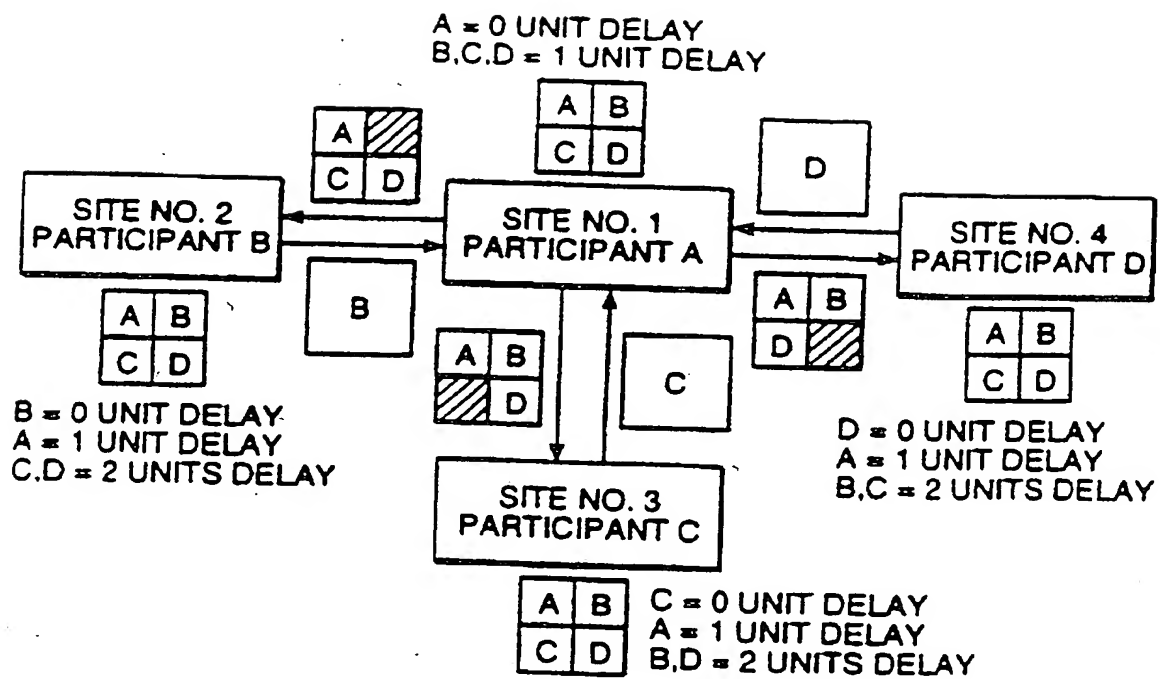 A = 0 UNIT DELAY
B,C,D = 1 UNIT DELAY
A B
C D
A
C D
D
SITE NO. 2
PARTICIPANT B
SITE NO. 1
PARTICIPANT A
SITE NO. 4
PARTICIPANT D
B
A B
C D
A B
D
C
A B
D
A B
C D
B = 0 UNIT DELAY
A = 1 UNIT DELAY
C,D = 2 UNITS DELAY
D = 0 UNIT DELAY
A = 1 UNIT DELAY
B,C = 2 UNITS DELAY
SITE NO. 3
PARTICIPANT C
A B
C D
C = 0 UNIT DELAY
A = 1 UNIT DELAY
B,D = 2 UNITS DELAY